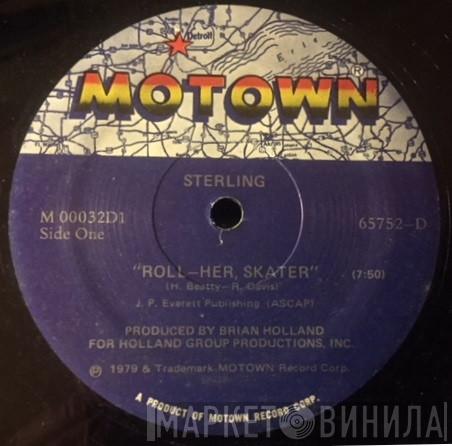 Detroit
Erie
MOTOWN®
STERLING
M 00032D1
Side One
65752-D
"ROLL-HER, SKATER" (7:50)
(H. Beatty-R. Davis)
J. P. Everett Publishing (ASCAP)
PRODUCED BY BRIAN HOLLAND
FOR HOLLAND GROUP PRODUCTIONS, INC.
℗ 1979 & Trademark MOTOWN Record Corp.
A PRODUCT OF MOTOWN RECORD CORP.
МАРКЕТ ВИНИЛА